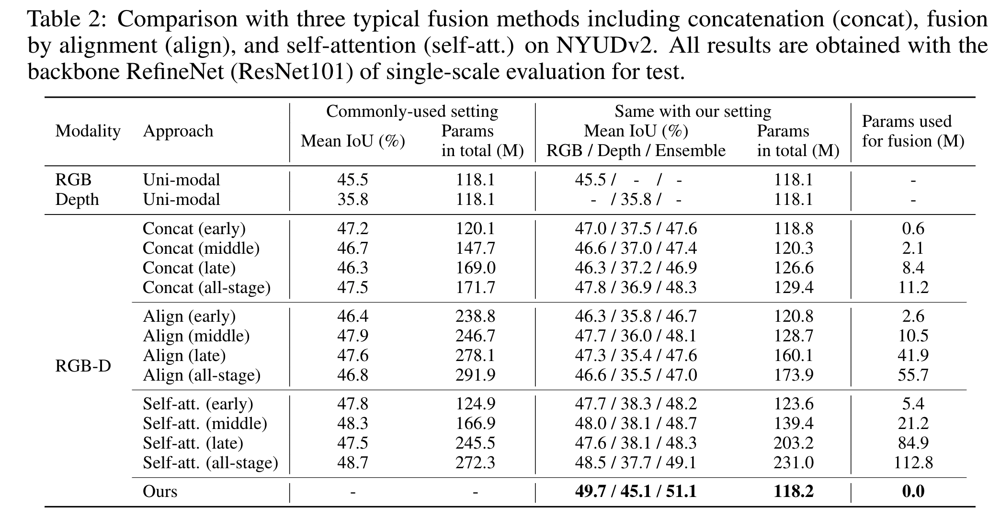 Table 2: Comparison with three typical fusion methods including concatenation (concat), fusion
by alignment (align), and self-attention (self-att.) on NYUDv2. All results are obtained with the
backbone RefineNet (ResNet101) of single-scale evaluation for test.
Modality Approach Commonly-used setting Same with our setting Params used for fusion (M)
Mean IoU (%) Params in total (M) Mean IoU (%) RGB / Depth / Ensemble Params in total (M)
RGB Uni-modal 45.5 118.1 45.5 / - / - 118.1 -
Depth Uni-modal 35.8 118.1 - / 35.8 / - 118.1 -
RGB-D
Concat (early) 47.2 120.1 47.0 / 37.5 / 47.6 118.8 0.6
Concat (middle) 46.7 147.7 46.6 / 37.0 / 47.4 120.3 2.1
Concat (late) 46.3 169.0 46.3 / 37.2 / 46.9 126.6 8.4
Concat (all-stage) 47.5 171.7 47.8 / 36.9 / 48.3 129.4 11.2
Align (early) 46.4 238.8 46.3 / 35.8 / 46.7 120.8 2.6
Align (middle) 47.9 246.7 47.7 / 36.0 / 48.1 128.7 10.5
Align (late) 47.6 278.1 47.3 / 35.4 / 47.6 160.1 41.9
Align (all-stage) 46.8 291.9 46.6 / 35.5 / 47.0 173.9 55.7
Self-att. (early) 47.8 124.9 47.7 / 38.3 / 48.2 123.6 5.4
Self-att. (middle) 48.3 166.9 48.0 / 38.1 / 48.7 139.4 21.2
Self-att. (late) 47.5 245.5 47.6 / 38.1 / 48.3 203.2 84.9
Self-att. (all-stage) 48.7 272.3 48.5 / 37.7 / 49.1 231.0 112.8
Ours - - 49.7 / 45.1 / 51.1 118.2 0.0